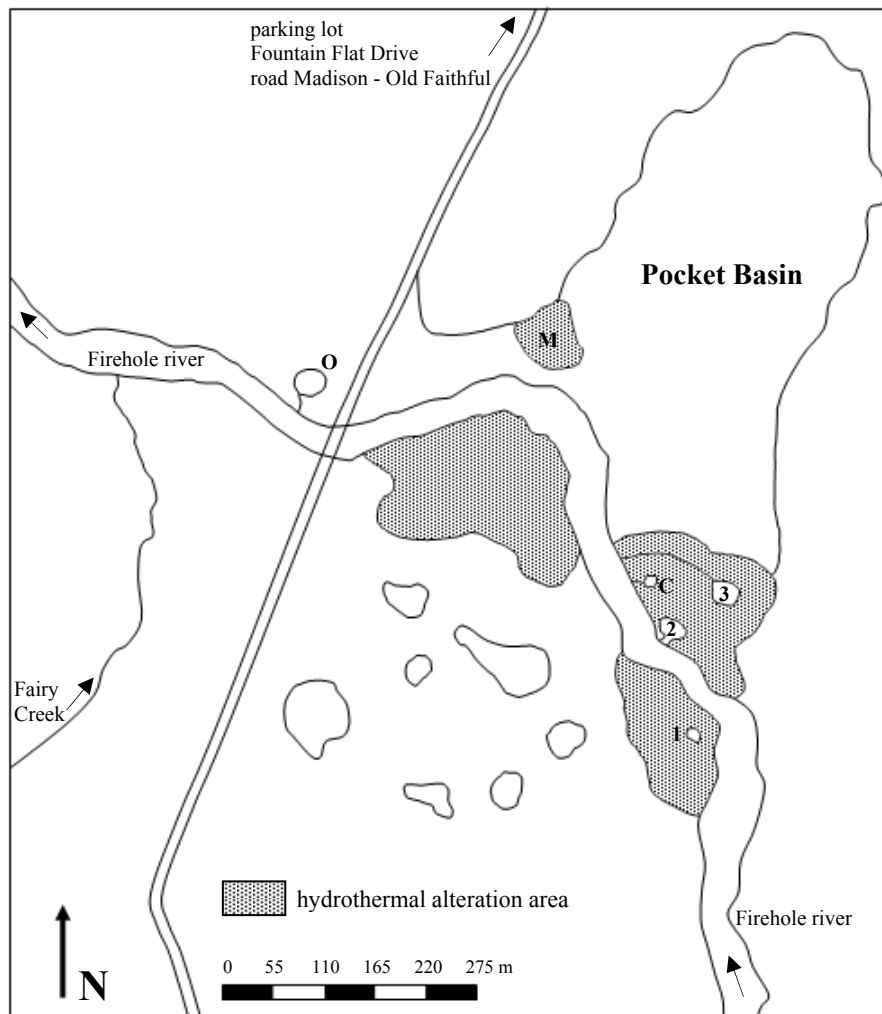 parking lot
Fountain Flat Drive
road Madison - Old Faithful
Pocket Basin
M
Firehole river
O
C
3
2
Fairy
Creek
1
hydrothermal alteration area
Firehole river
0 55 110 165 220 275 m
N